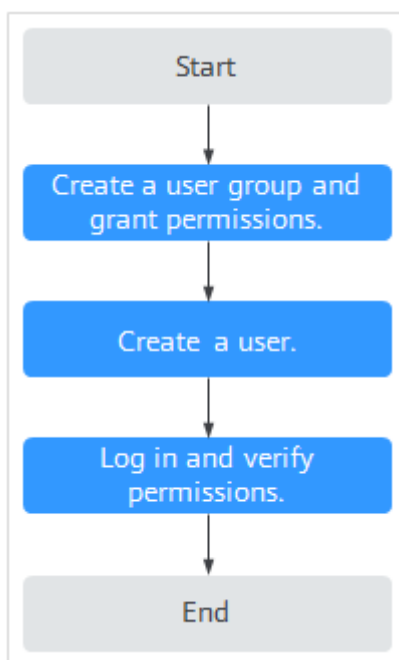 Start
Create a user group and
grant permissions.
Create a user.
Log in and verify
permissions.
End